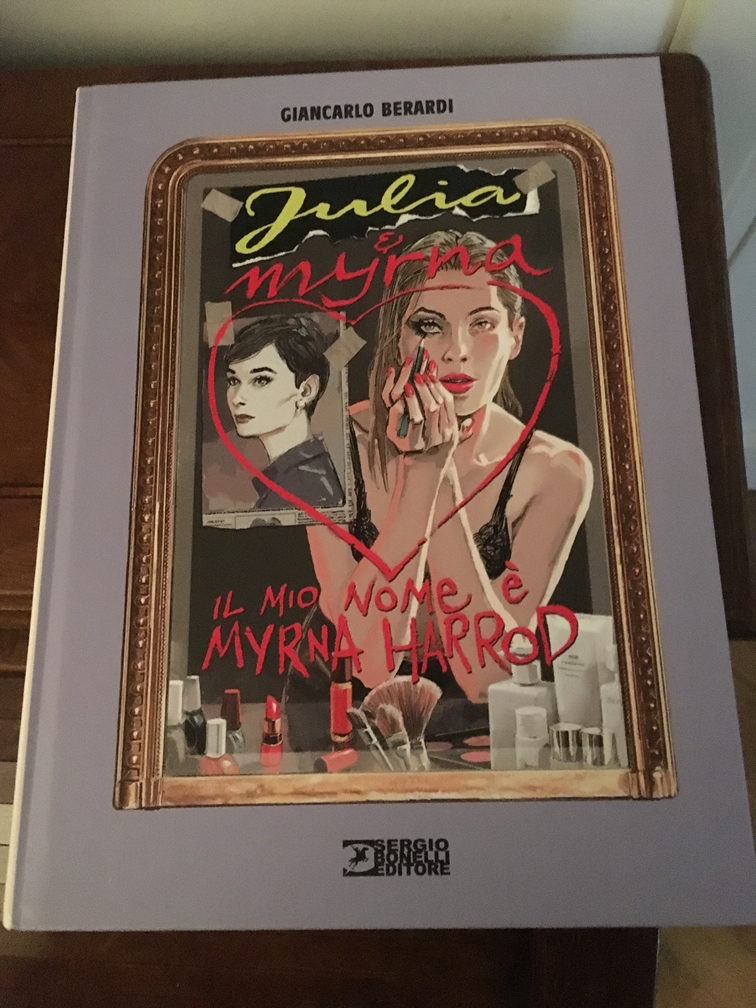 GIANCARLO BERARDI
Julia
&
myrna
IL MIO NOME è
MYRNA HARROD
SERGIO
BONELLI
EDITORE